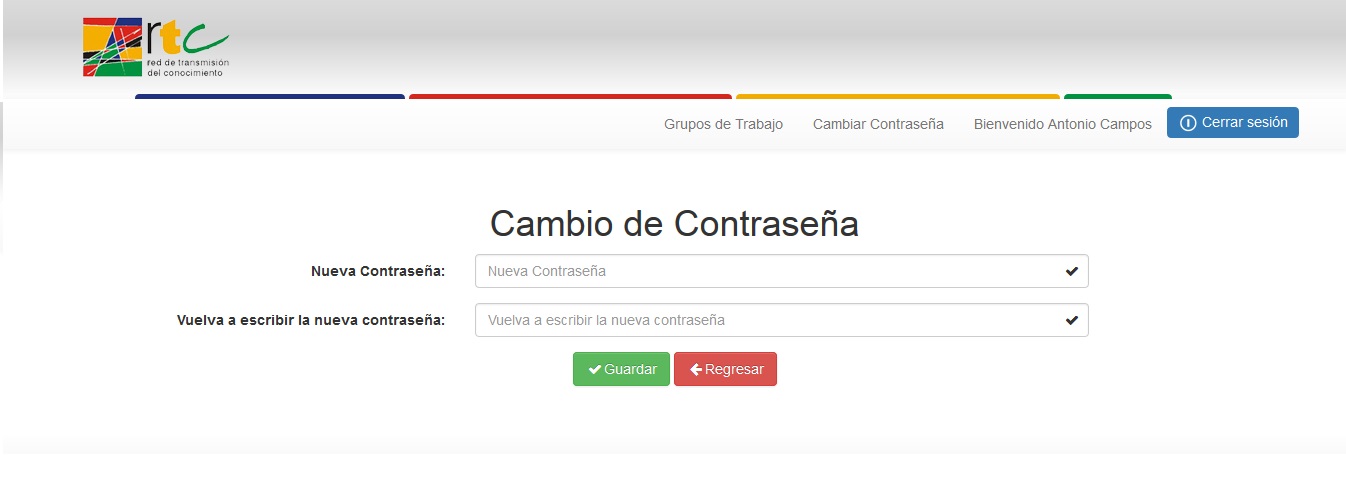 rtc
red de transmisión
del conocimiento
Grupos de Trabajo Cambiar Contraseña Bienvenido Antonio Campos Cerrar sesión
Cambio de Contraseña
Nueva Contraseña: Nueva Contraseña
Vuelva a escribir la nueva contraseña: Vuelva a escribir la nueva contraseña
Guardar Regresar